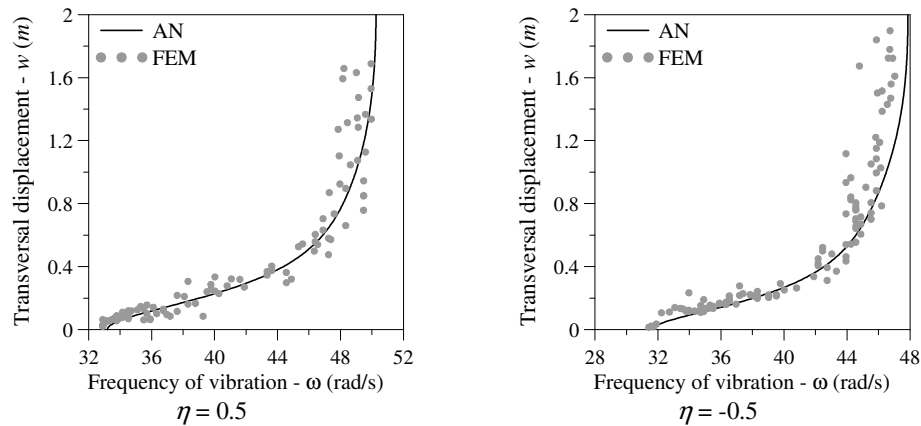 Transversal displacement - w (m)
2
1.6
1.2
0.8
0.4
0
AN
FEM
32 36 40 44 48 52
Frequency of vibration - ω (rad/s)
η = 0.5
Transversal displacement - w (m)
2
1.6
1.2
0.8
0.4
0
AN
FEM
28 32 36 40 44 48
Frequency of vibration - ω (rad/s)
η = -0.5